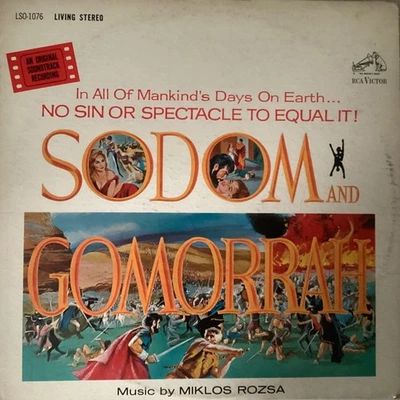 LSO-1076 LIVING STEREO
AN ORIGINAL
SOUNDTRACK
RECORDING
RCA VICTOR
In All Of Mankind's Days On Earth...
NO SIN OR SPECTACLE TO EQUAL IT!
SODOM AND
GOMORRAH
Music by MIKLOS ROZSA